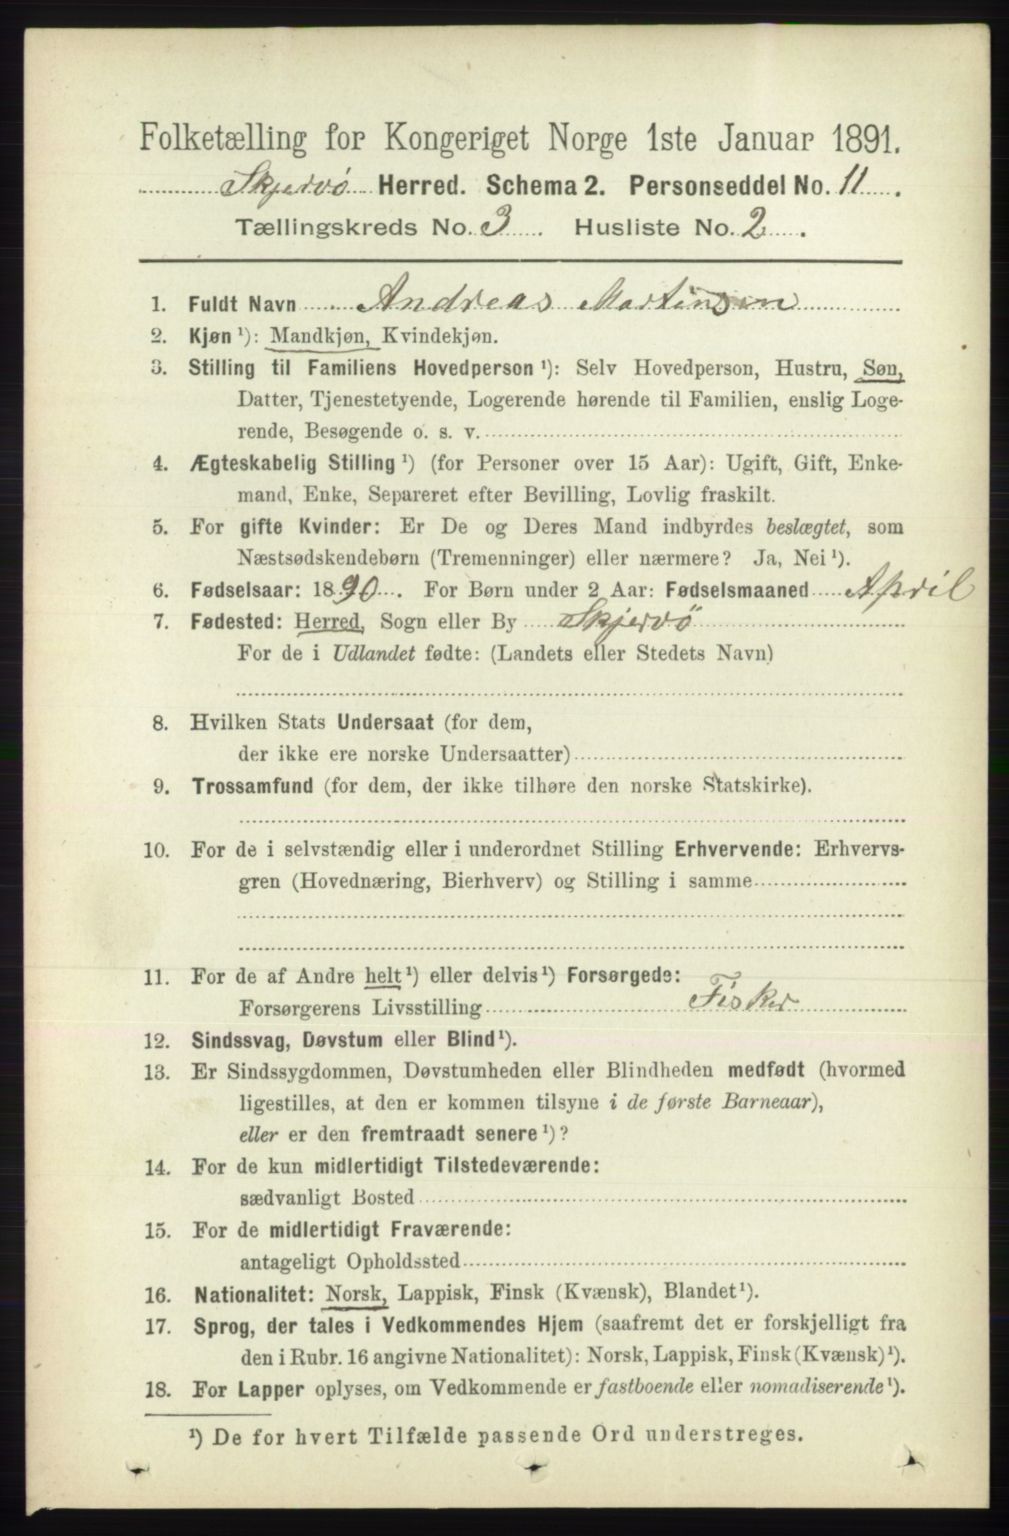 Folketælling for Kongeriget Norge 1ste Januar 1891.
Skjervö Herred. Schema 2. Personseddel No. 11.
Tællingskreds No. 3. Husliste No. 2.
1. Fuldt Navn Andreas Martinsen
2. Kjøn ¹): Mandkjøn, Kvindekjøn.
3. Stilling til Familiens Hovedperson ¹): Selv Hovedperson, Hustru, Søn,
Datter, Tjenestetyende, Logerende hørende til Familien, enslig Loge-
rende, Besøgende o. s. v.
4. Ægteskabelig Stilling ¹) (for Personer over 15 Aar): Ugift, Gift, Enke-
mand, Enke, Separeret efter Bevilling, Lovlig fraskilt.
5. For gifte Kvinder: Er De og Deres Mand indbyrdes beslægtet, som
Næstsødskendebørn (Tremenninger) eller nærmere? Ja, Nei ¹).
6. Fødselsaar: 1890. For Børn under 2 Aar: Fødselsmaaned April
7. Fødested: Herred, Sogn eller By Skjervö
For de i Udlandet fødte: (Landets eller Stedets Navn)
8. Hvilken Stats Undersaat (for dem,
der ikke ere norske Undersaatter)
9. Trossamfund (for dem, der ikke tilhøre den norske Statskirke).
10. For de i selvstændig eller i underordnet Stilling Erhvervende: Erhvervs-
gren (Hovednæring, Bierhverv) og Stilling i samme
11. For de af Andre helt ¹) eller delvis ¹) Forsørgede:
Forsørgerens Livsstilling Fisker
12. Sindssvag, Døvstum eller Blind ¹).
13. Er Sindssygdommen, Døvstumheden eller Blindheden medfødt (hvormed
ligestilles, at den er kommen tilsyne i de første Barneaar),
eller er den fremtraadt senere ¹)?
14. For de kun midlertidigt Tilstedeværende:
sædvanligt Bosted
15. For de midlertidigt Fraværende:
antageligt Opholdssted
16. Nationalitet: Norsk, Lappisk, Finsk (Kvænsk), Blandet ¹).
17. Sprog, der tales i Vedkommendes Hjem (saafremt det er forskjelligt fra
den i Rubr. 16 angivne Nationalitet): Norsk, Lappisk, Finsk (Kvænsk) ¹).
18. For Lapper oplyses, om Vedkommende er fastboende eller nomadiserende ¹).
¹) De for hvert Tilfælde passende Ord understreges.